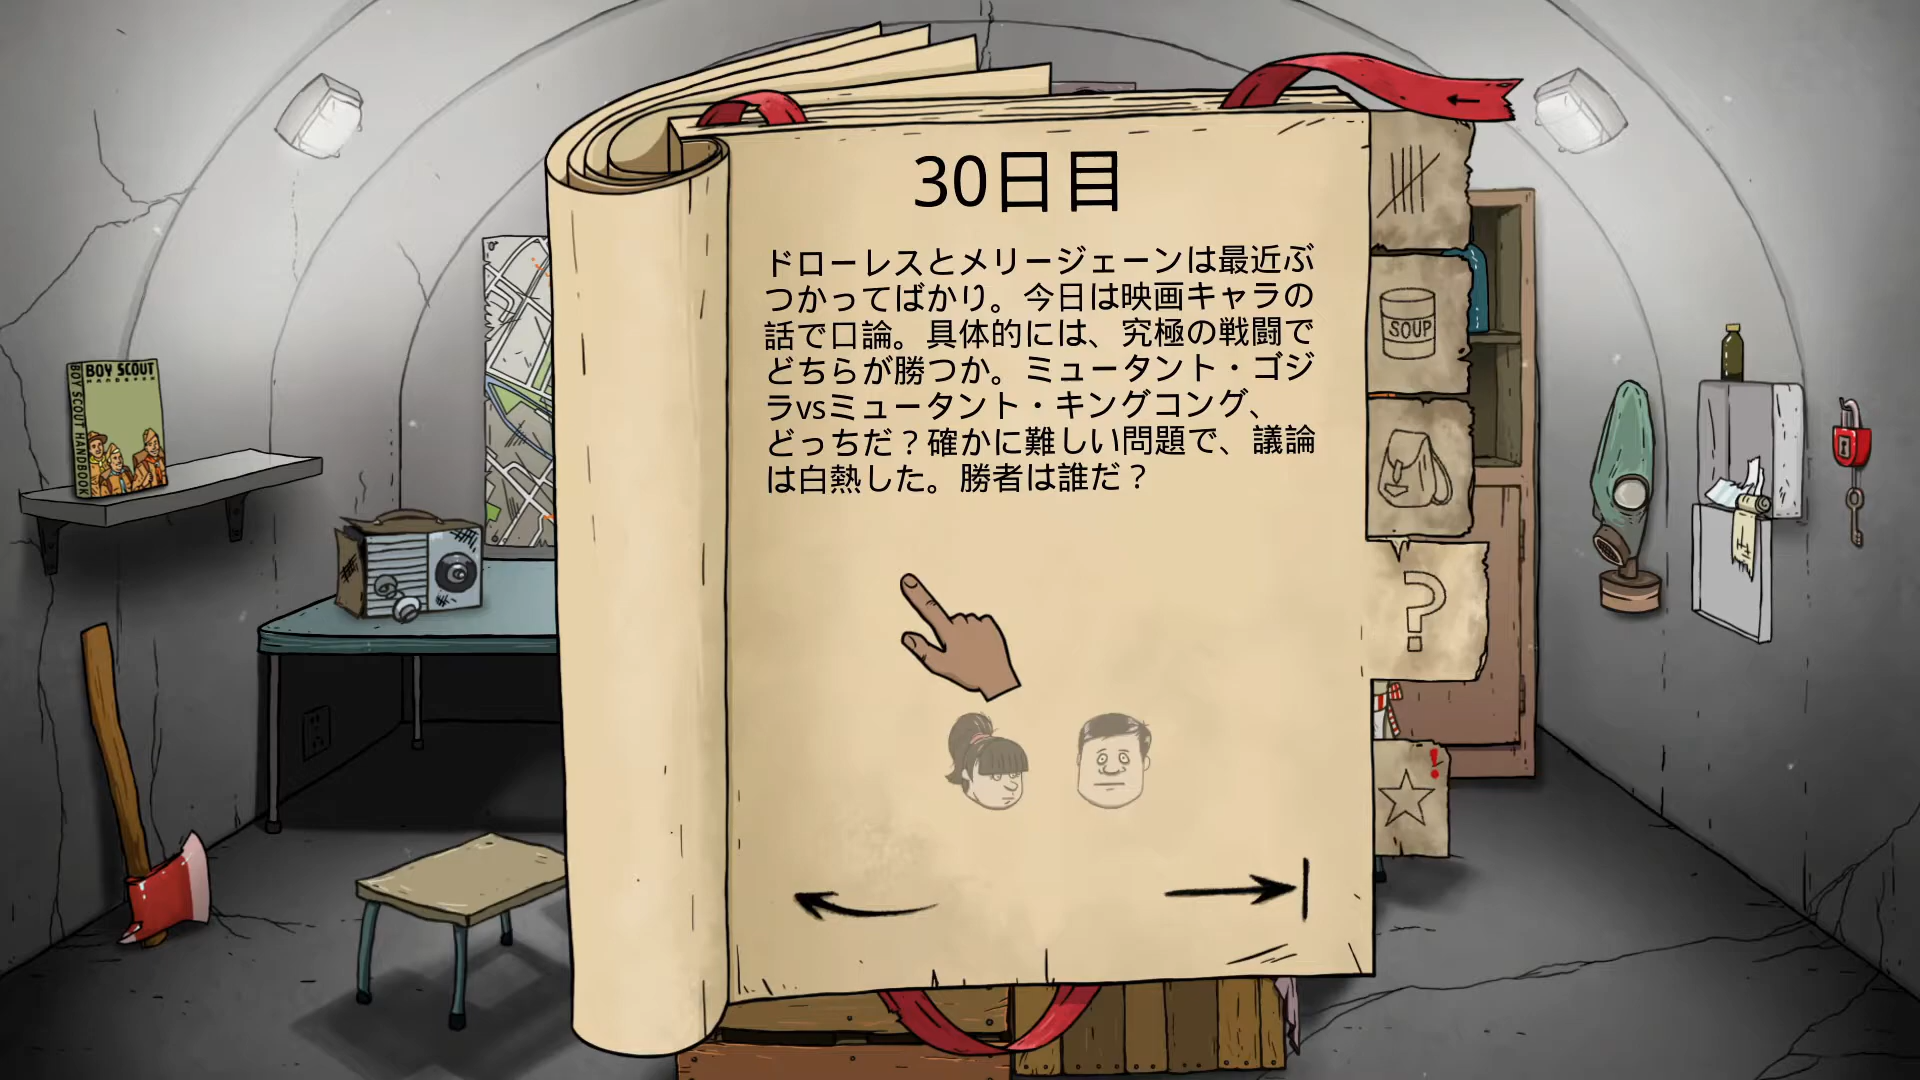 30日目
ドローレスとメリージェーンは最近ぶ
つかってばかり。今日は映画キャラの
話で口論。具体的には、究極の戦闘で
どちらが勝つか。ミュータント・ゴジ
ラvsミュータント・キングコング、
どっちだ？確かに難しい問題で、議論
は白熱した。勝者は誰だ？
SOUP
BOY SCOUT
HANDBOOK
BOY SCOUT HANDBOOK